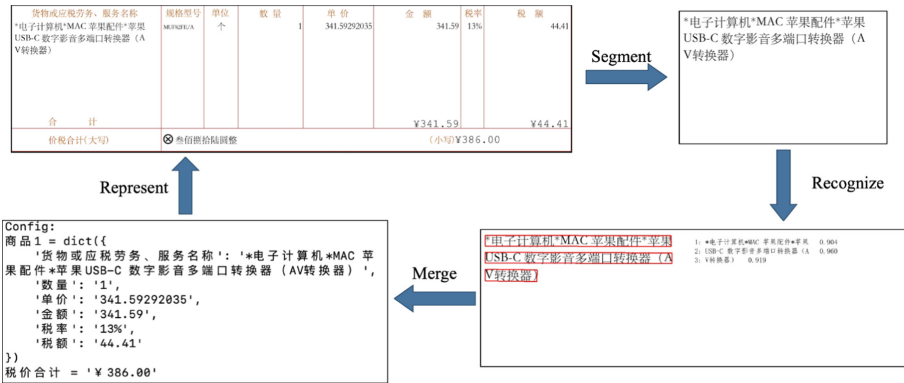 货物或应税劳务、服务名称 规格型号 单位 数 量 单 价 金 额 税率 税 额
*电子计算机*MAC 苹果配件*苹果 MUF82FE/A 个 1 341.59292035 341.59 13% 44.41
USB-C 数字影音多端口转换器（A
V转换器）
合 计 ¥341.59 ¥44.41
价税合计(大写) ⊗ 叁佰捌拾陆圆整 (小写)¥386.00
Segment
*电子计算机*MAC 苹果配件*苹果
USB-C 数字影音多端口转换器（A
V转换器）
Recognize
*电子计算机*MAC 苹果配件*苹果
USB-C 数字影音多端口转换器（A
V转换器）
1: *电子计算机*MAC 苹果配件*苹果 0.984
2: USB-C 数字影音多端口转换器（A 0.960
3: V转换器） 0.919
Merge
Config:
商品1 = dict({
'货物或应税劳务、服务名称': '*电子计算机*MAC 苹
果配件*苹果USB-C 数字影音多端口转换器（AV转换器）',
'数量': '1',
'单价': '341.59292035',
'金额': '341.59',
'税率': '13%',
'税额': '44.41'
})
税价合计 = '¥386.00'
Represent